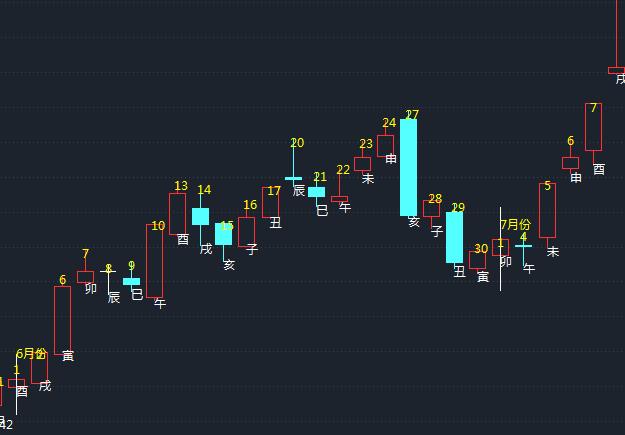 20
27
24
23
22
21
辰
巳
午
未
申
13
14
17
16
15
10
酉
戌
亥
子
丑
28
29
亥
子
丑
30
寅
7月份
1
卯
4
午
5
未
6
申
7
酉
戌
7
8
9
卯
辰
巳
午
6
寅
6月份
1
2
酉
戌
1
42